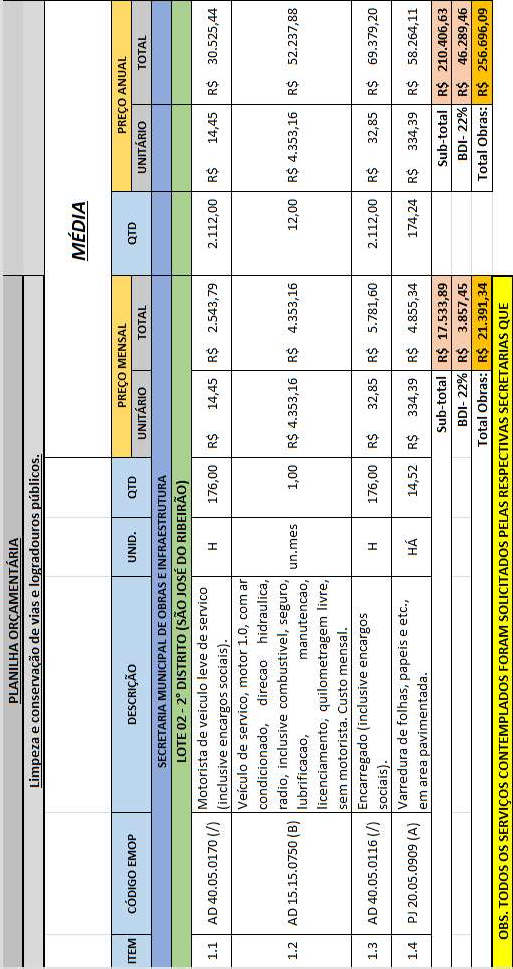 PLANILHA ORÇAMENTÁRIA
Limpeza e conservação de vias e logradouros públicos.
MÉDIA
ITEM CÓDIGO EMOP DESCRIÇÃO UNID. QTD PREÇO MENSAL QTD PREÇO ANUAL
UNITÁRIO TOTAL UNITÁRIO TOTAL
SECRETARIA MUNICIPAL DE OBRAS E INFRAESTRUTURA
LOTE 02 - 2º DISTRITO (SÃO JOSÉ DO RIBEIRÃO)
1.1 AD 40.05.0170 (/) Motorista de veiculo leve de servico H 176,00 R$ 14,45 R$ 2.543,79 2.112,00 R$ 14,45 R$ 30.525,44
(inclusive encargos sociais).
Veículo de servico, motor 1.0, com ar
condicionado, direcao hidraulica,
radio, inclusive combustivel, seguro,
1.2 AD 15.15.0750 (B) lubrificacao, manutencao, un.mes 1,00 R$ 4.353,16 R$ 4.353,16 12,00 R$ 4.353,16 R$ 52.237,88
licenciamento, quilometragem livre,
sem motorista. Custo mensal.
1.3 AD 40.05.0116 (/) Encarregado (inclusive encargos H 176,00 R$ 32,85 R$ 5.781,60 2.112,00 R$ 32,85 R$ 69.379,20
sociais).
1.4 PJ 20.05.0909 (A) Varredura de folhas, papeis e etc., HÁ 14,52 R$ 334,39 R$ 4.855,34 174,24 R$ 334,39 R$ 58.264,11
em area pavimentada.
Sub-total R$ 17.533,89 Sub-total R$ 210.406,63
BDI- 22% R$ 3.857,45 BDI- 22% R$ 46.289,46
Total Obras: R$ 21.391,34 Total Obras: R$ 256.696,09
OBS. TODOS OS SERVIÇOS CONTEMPLADOS FORAM SOLICITADOS PELAS RESPECTIVAS SECRETARIAS QUE